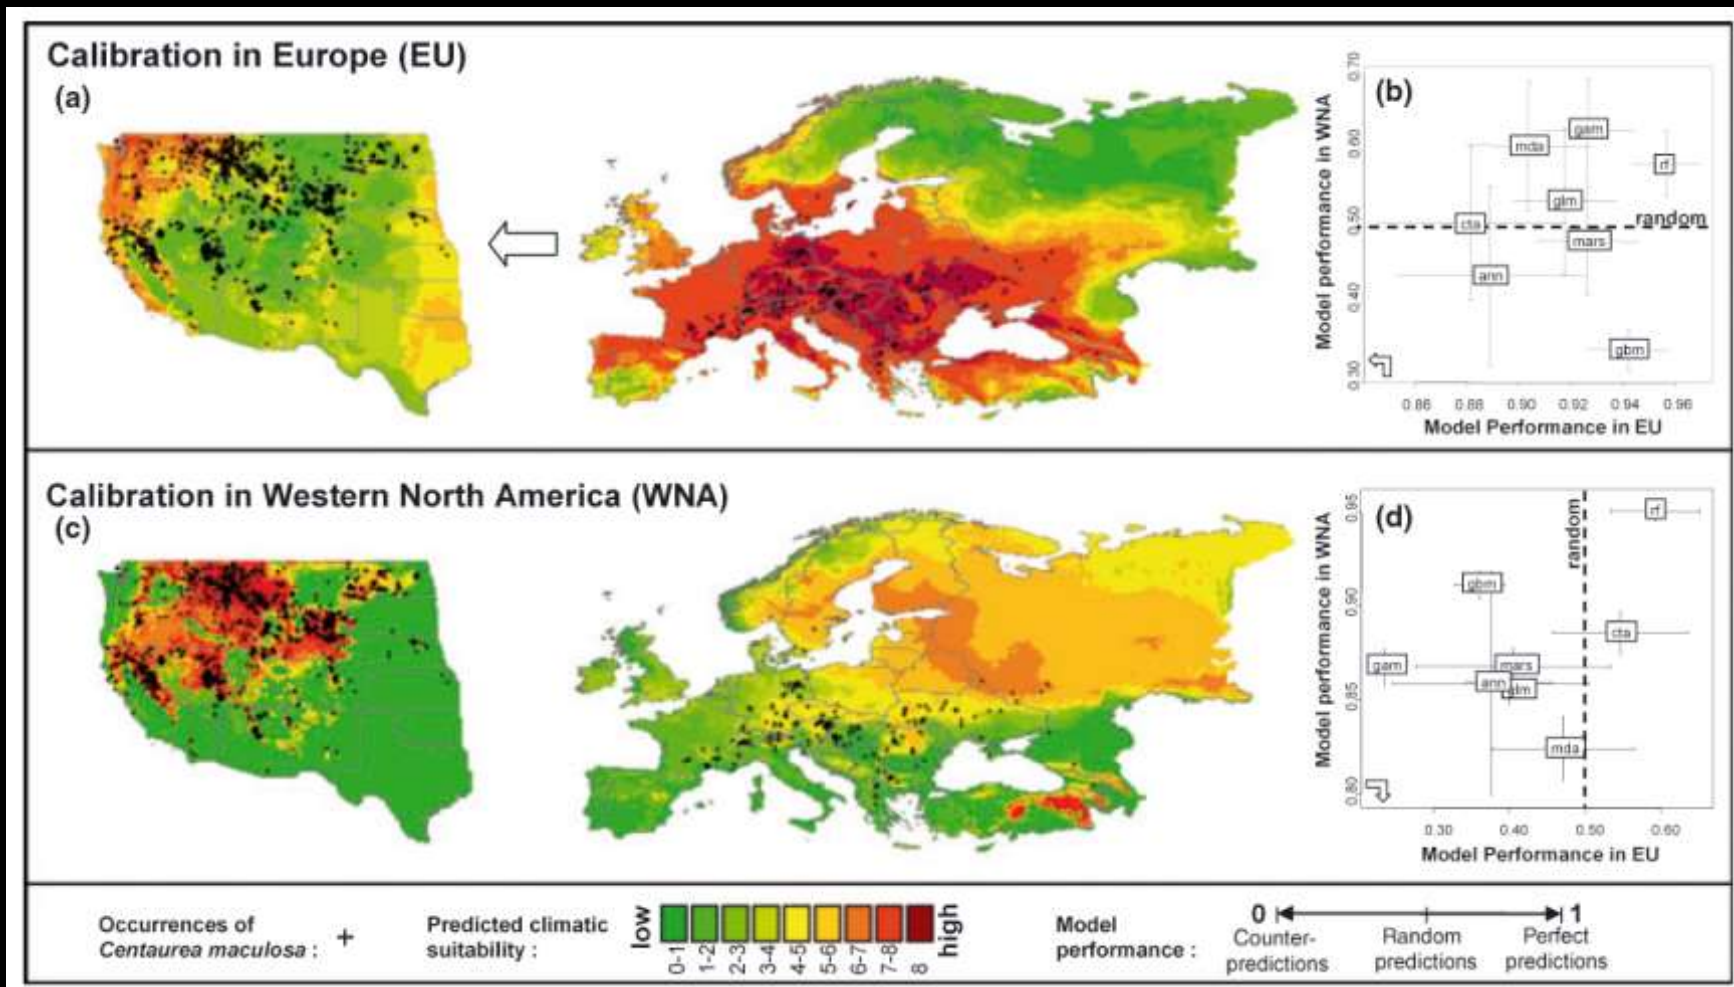 Calibration in Europe (EU)
(a)
(b)
Model performance in WNA
0.70
0.60
0.50
0.40
0.30
gam
mda
rf
glm
cta
random
mars
ann
gbm
0.86 0.88 0.90 0.92 0.94 0.96
Model Performance in EU
Calibration in Western North America (WNA)
(c)
(d)
Model performance in WNA
0.95
0.90
0.85
0.80
random
rf
gbm
cta
gam
mars
ann
glm
mda
0.30 0.40 0.50 0.60
Model Performance in EU
Occurrences of
Centaurea maculosa : +
Predicted climatic
suitability :
low
high
0-1 1-2 2-3 3-4 4-5 5-6 6-7 7-8 8
Model
performance :
0 1
Counter-
predictions
Random
predictions
Perfect
predictions